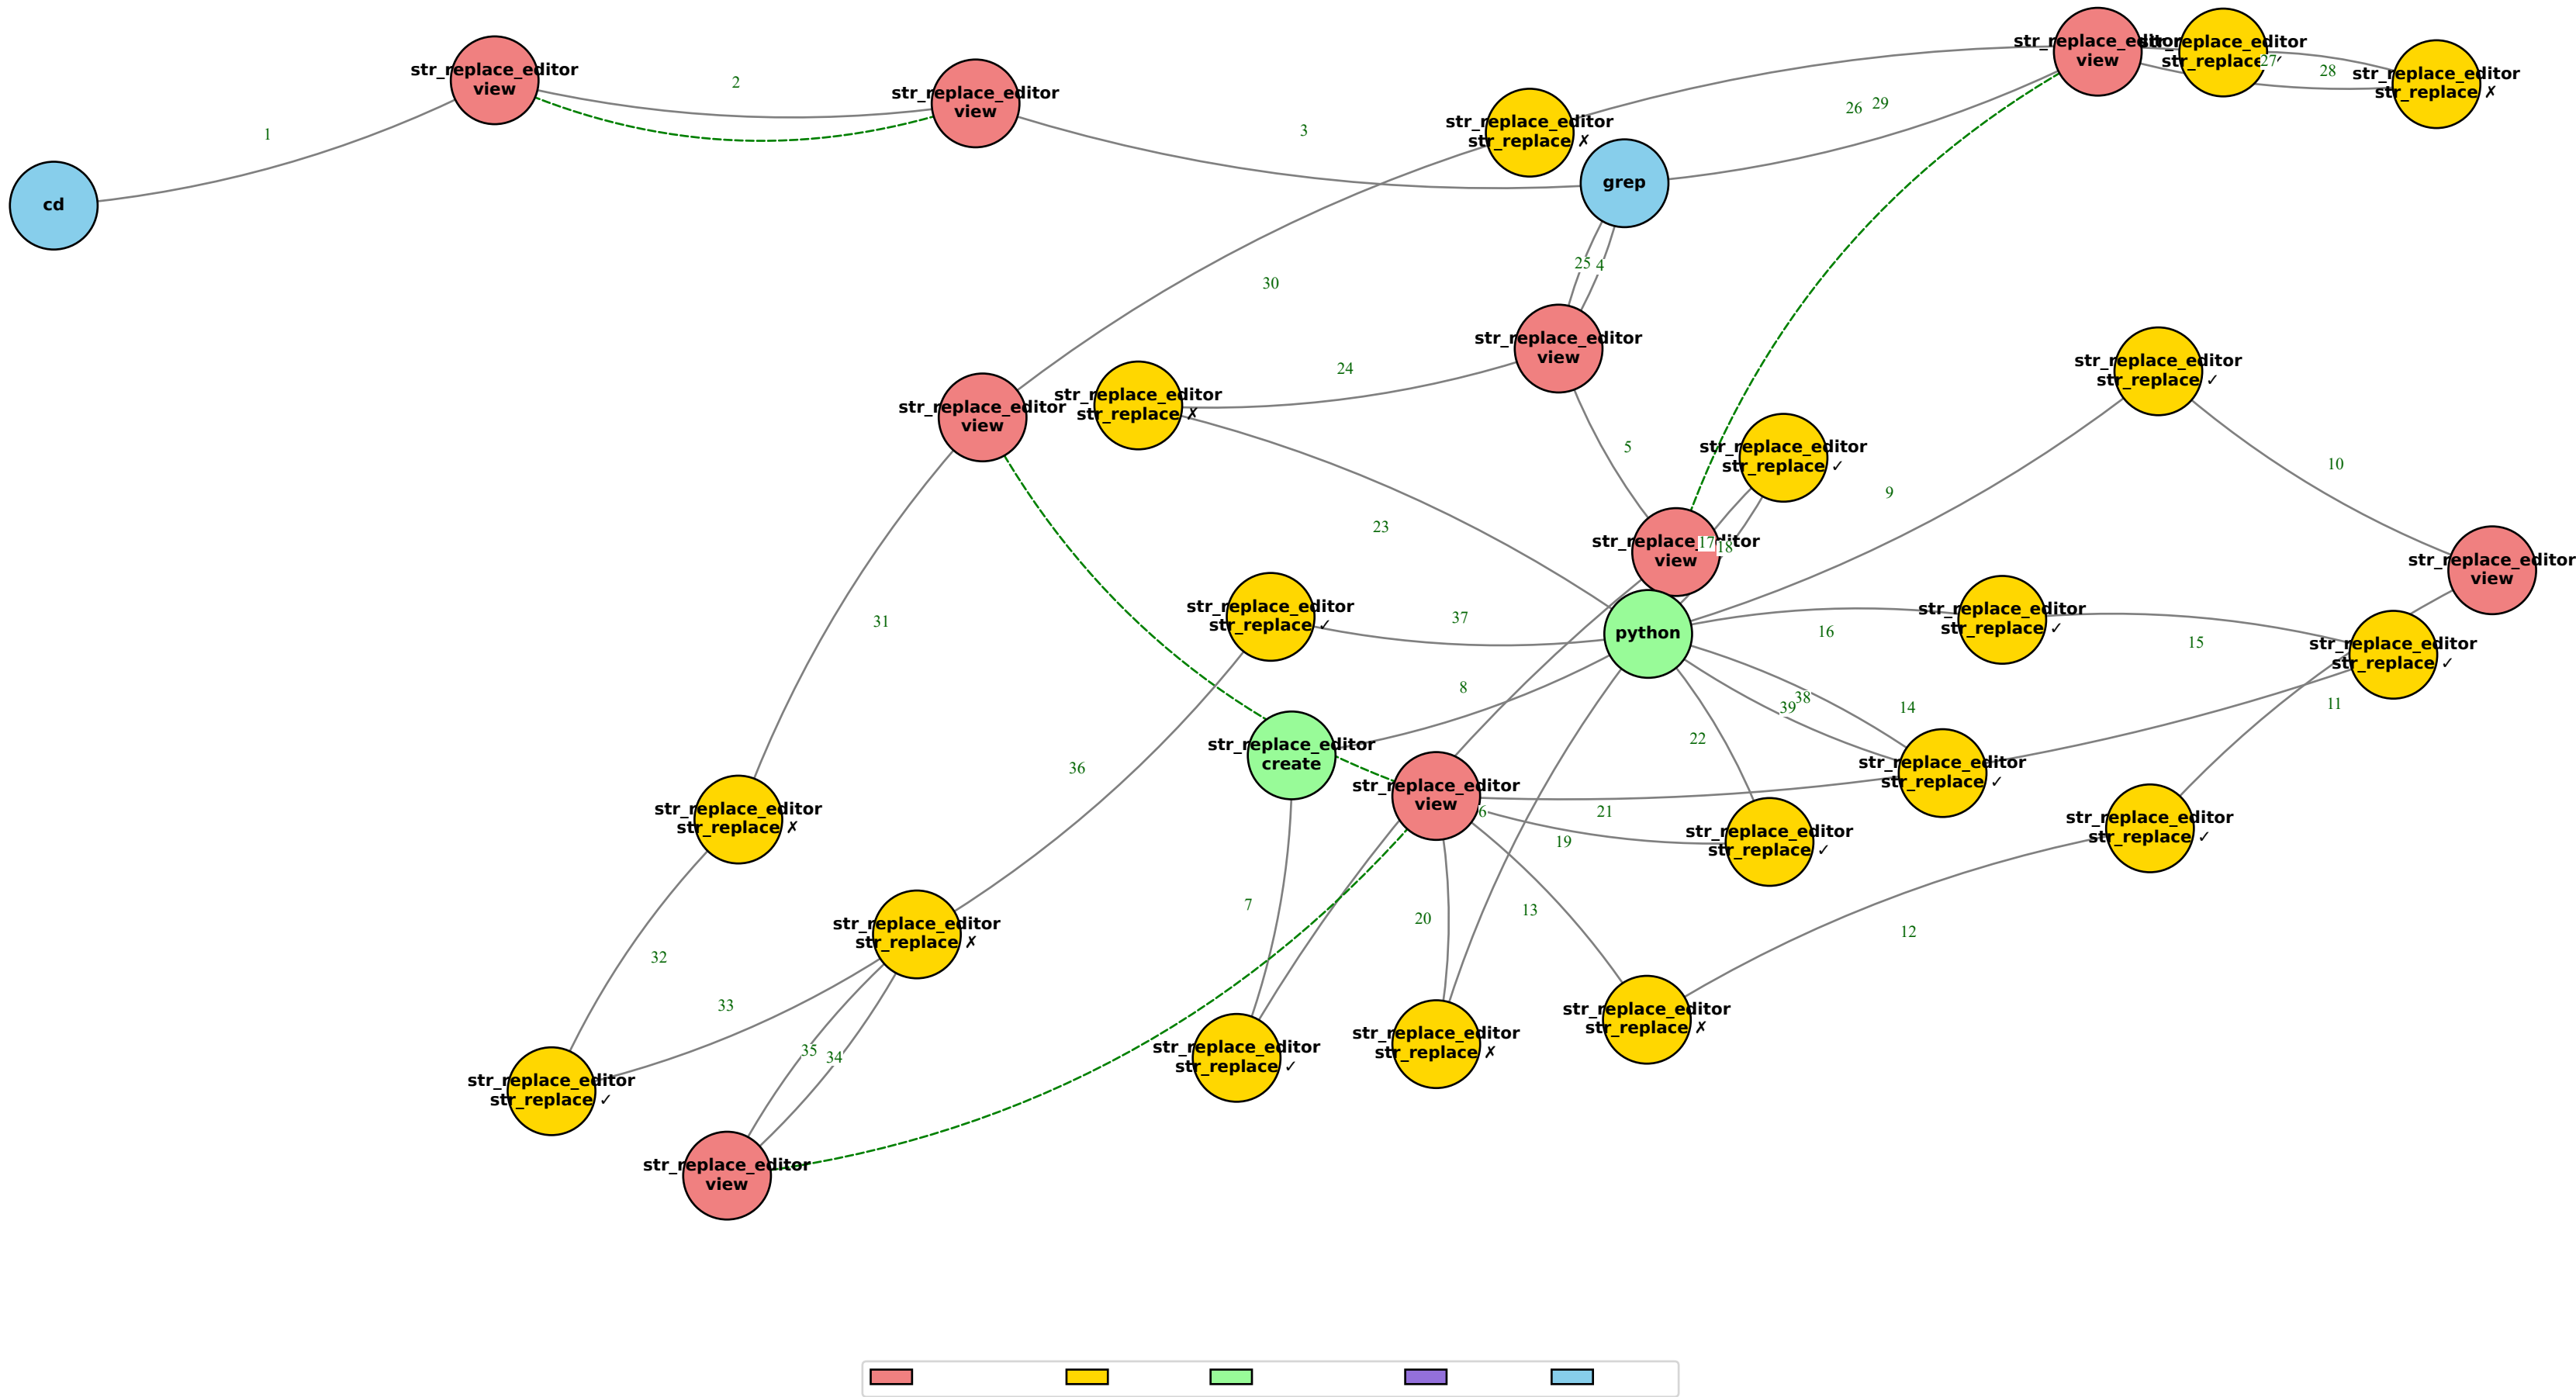 str_replace_editor
view
str_replace_editor
str_replace
str_replace_editor
view
27
28
str_replace_editor
str_replace ✗
str_replace_editor
view
2
str_replace_editor
view
1
3
str_replace_editor
str_replace ✗
26
29
cd
grep
25
4
30
str_replace_editor
view
24
str_replace_editor
str_replace ✓
str_replace_editor
view
str_replace_editor
str_replace ✗
5
str_replace_editor
str_replace ✓
10
9
23
str_replace_editor
view
17
18
str_replace_editor
view
31
str_replace_editor
str_replace ✓
37
python
16
str_replace_editor
str_replace ✓
15
str_replace_editor
str_replace ✓
8
38
39
14
11
36
str_replace_editor
create
22
str_replace_editor
view
6
21
19
str_replace_editor
str_replace ✓
str_replace_editor
str_replace ✗
str_replace_editor
str_replace ✓
str_replace_editor
str_replace ✓
7
20
13
12
str_replace_editor
str_replace ✗
32
33
35
34
str_replace_editor
str_replace ✓
str_replace_editor
str_replace ✗
str_replace_editor
str_replace ✗
str_replace_editor
str_replace ✓
str_replace_editor
view